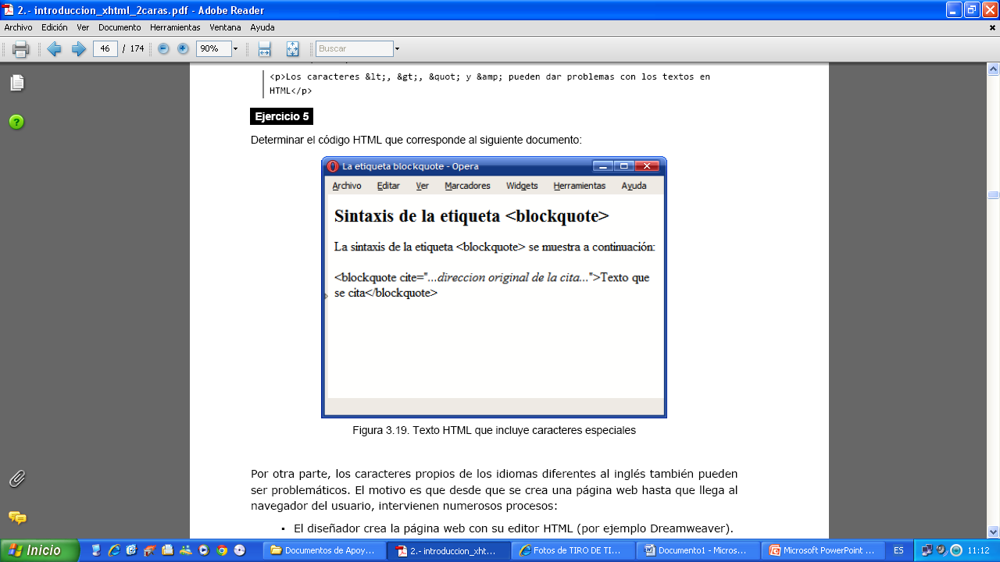 2.- introduccion_xhtml_2caras.pdf - Adobe Reader
Archivo Edición Ver Documento Herramientas Ventana Ayuda
46 / 174 90% Buscar
<p>Los caracteres &lt;, &gt;, &quot; y &amp; pueden dar problemas con los textos en
HTML</p>
Ejercicio 5
Determinar el código HTML que corresponde al siguiente documento:
La etiqueta blockquote - Opera
Archivo Editar Ver Marcadores Widgets Herramientas Ayuda
Sintaxis de la etiqueta <blockquote>
La sintaxis de la etiqueta <blockquote> se muestra a continuación:
<blockquote cite="...direccion original de la cita...">Texto que
se cita</blockquote>
Figura 3.19. Texto HTML que incluye caracteres especiales
Por otra parte, los caracteres propios de los idiomas diferentes al inglés también pueden
ser problemáticos. El motivo es que desde que se crea una página web hasta que llega al
navegador del usuario, intervienen numerosos procesos:
▪ El diseñador crea la página web con su editor HTML (por ejemplo Dreamweaver).
Inicio Documentos de Apoy... 2.- introduccion_xht... Fotos de TIRO DE TI... Documento1 - Micros... Microsoft PowerPoint ... ES 11:12